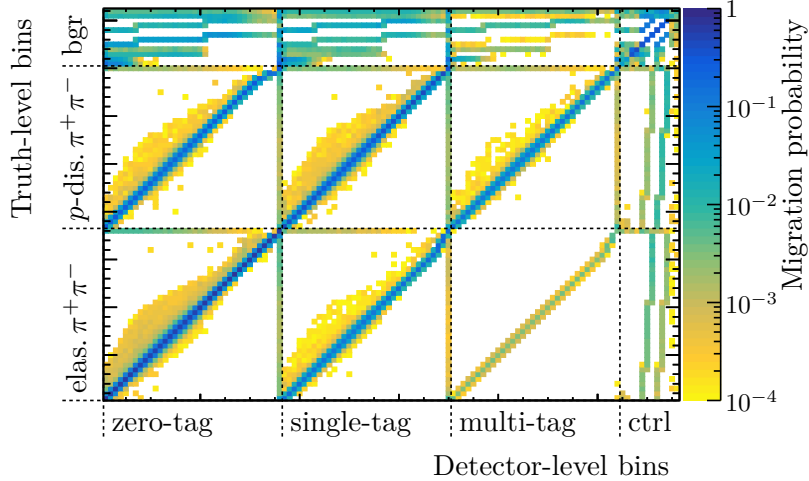 Truth-level bins
bgr
p-dis. π⁺π⁻
elas. π⁺π⁻
zero-tag
single-tag
multi-tag
ctrl
Detector-level bins
1
10⁻¹
10⁻²
10⁻³
10⁻⁴
Migration probability